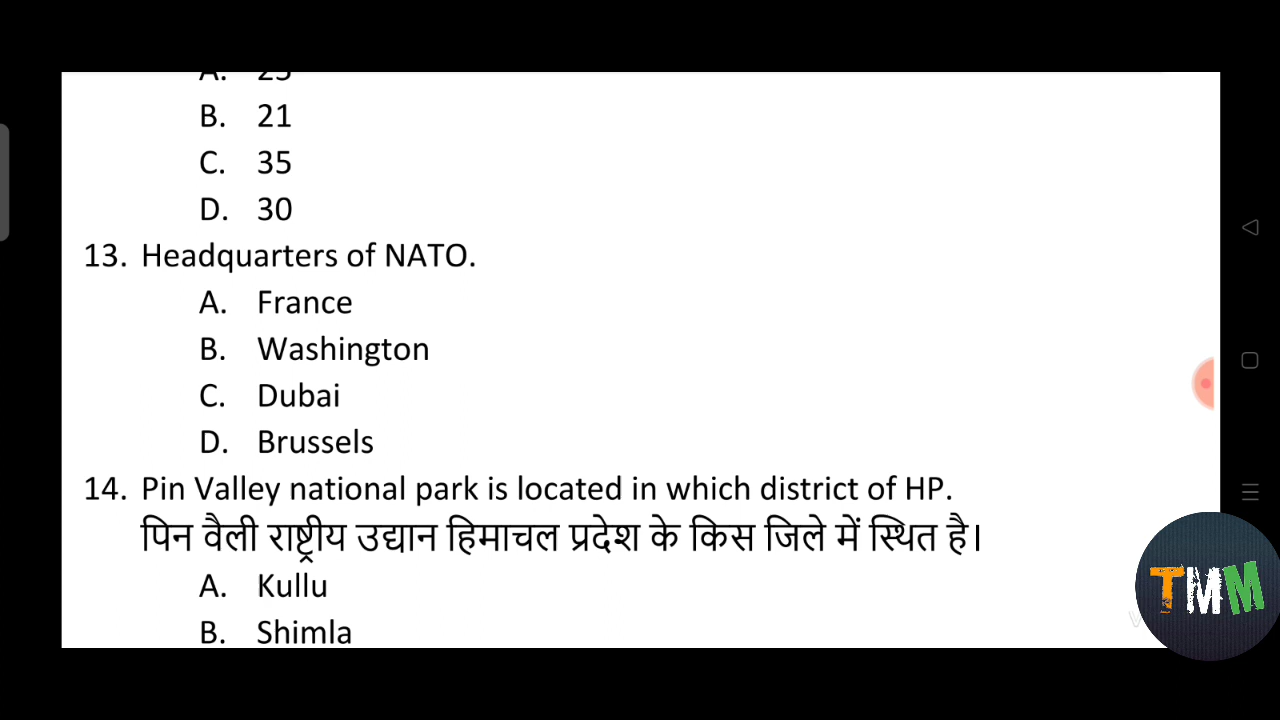 A. 25
B. 21
C. 35
D. 30
13. Headquarters of NATO.
A. France
B. Washington
C. Dubai
D. Brussels
14. Pin Valley national park is located in which district of HP.
पिन वैली राष्ट्रीय उद्यान हिमाचल प्रदेश के किस जिले में स्थित है।
A. Kullu
B. Shimla
TMM